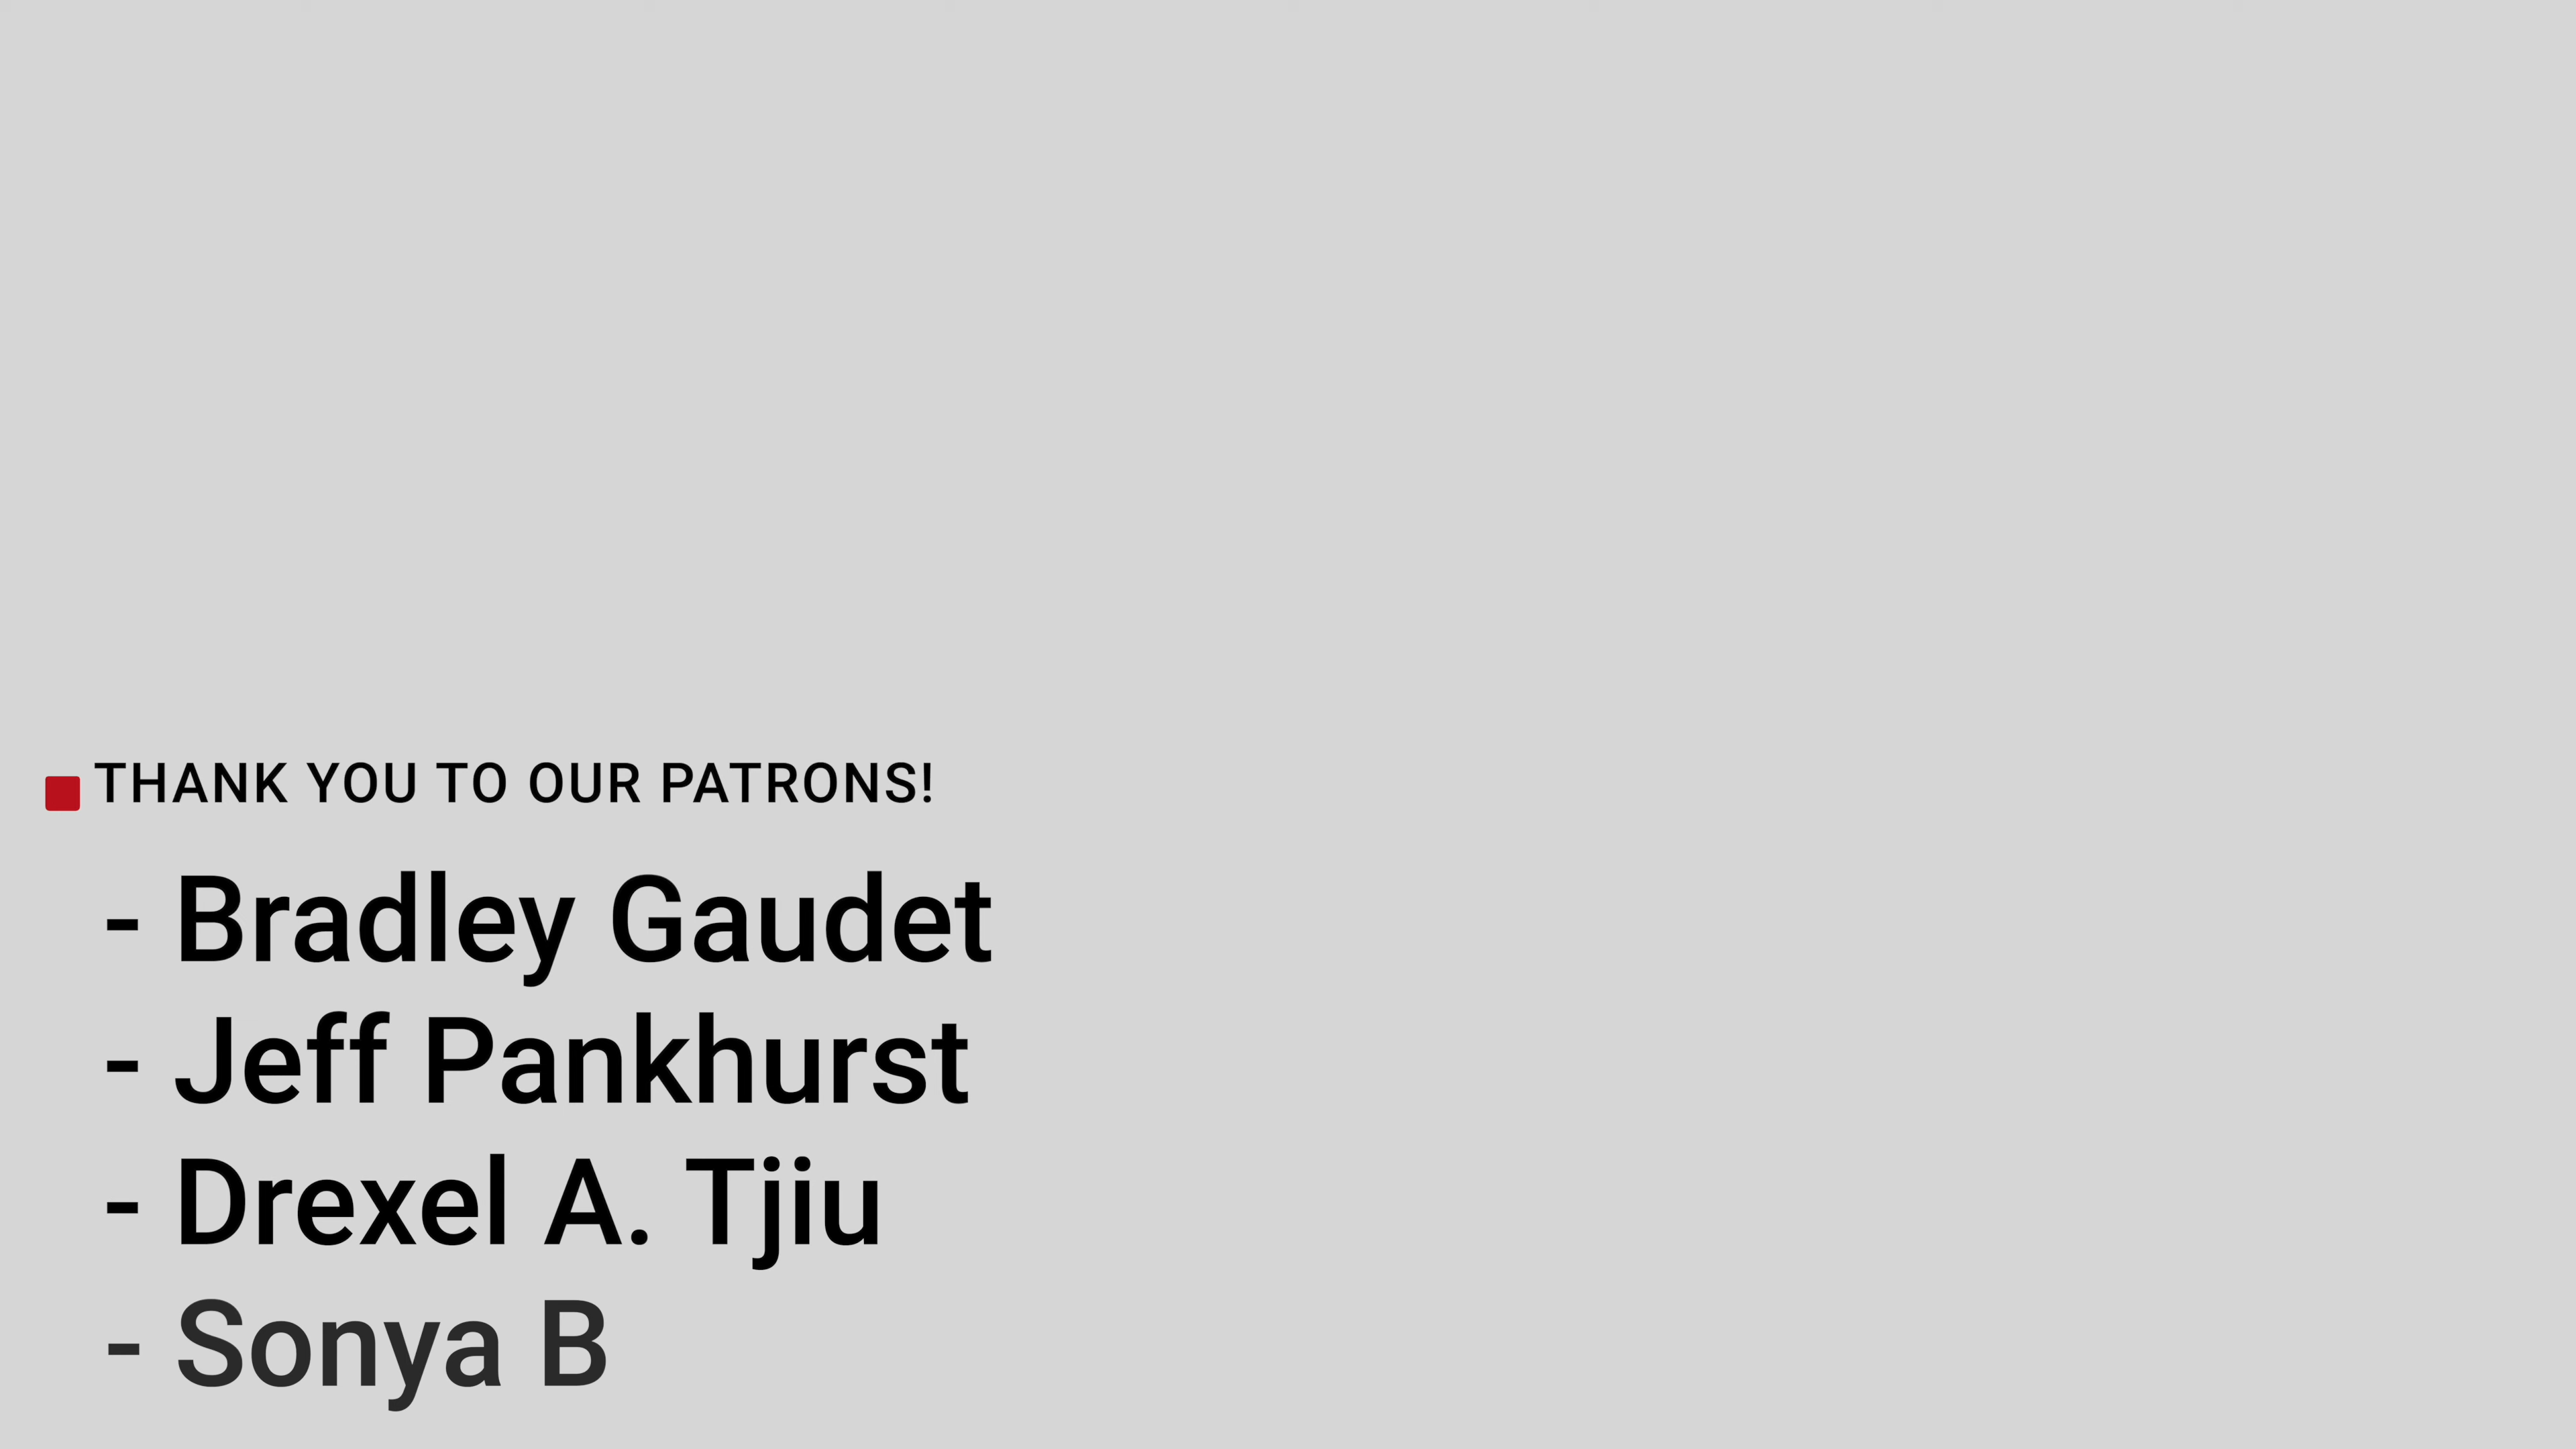 THANK YOU TO OUR PATRONS!
- Bradley Gaudet
- Jeff Pankhurst
- Drexel A. Tjiu
- Sonya B